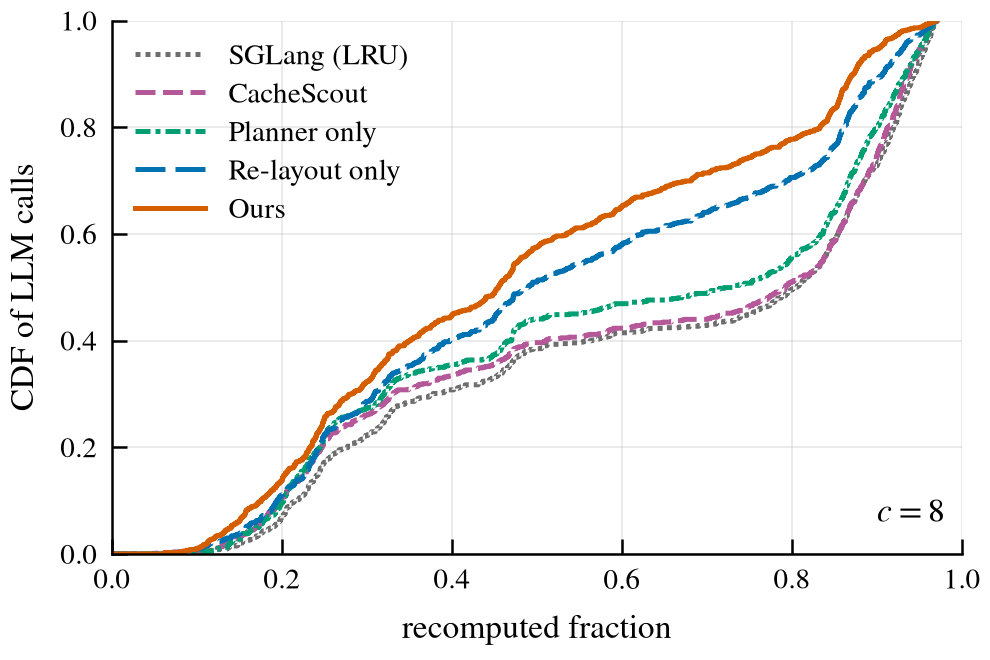 CDF of LLM calls
1.0
0.8
0.6
0.4
0.2
0.0
SGLang (LRU)
CacheScout
Planner only
Re-layout only
Ours
c = 8
0.0 0.2 0.4 0.6 0.8 1.0
recomputed fraction